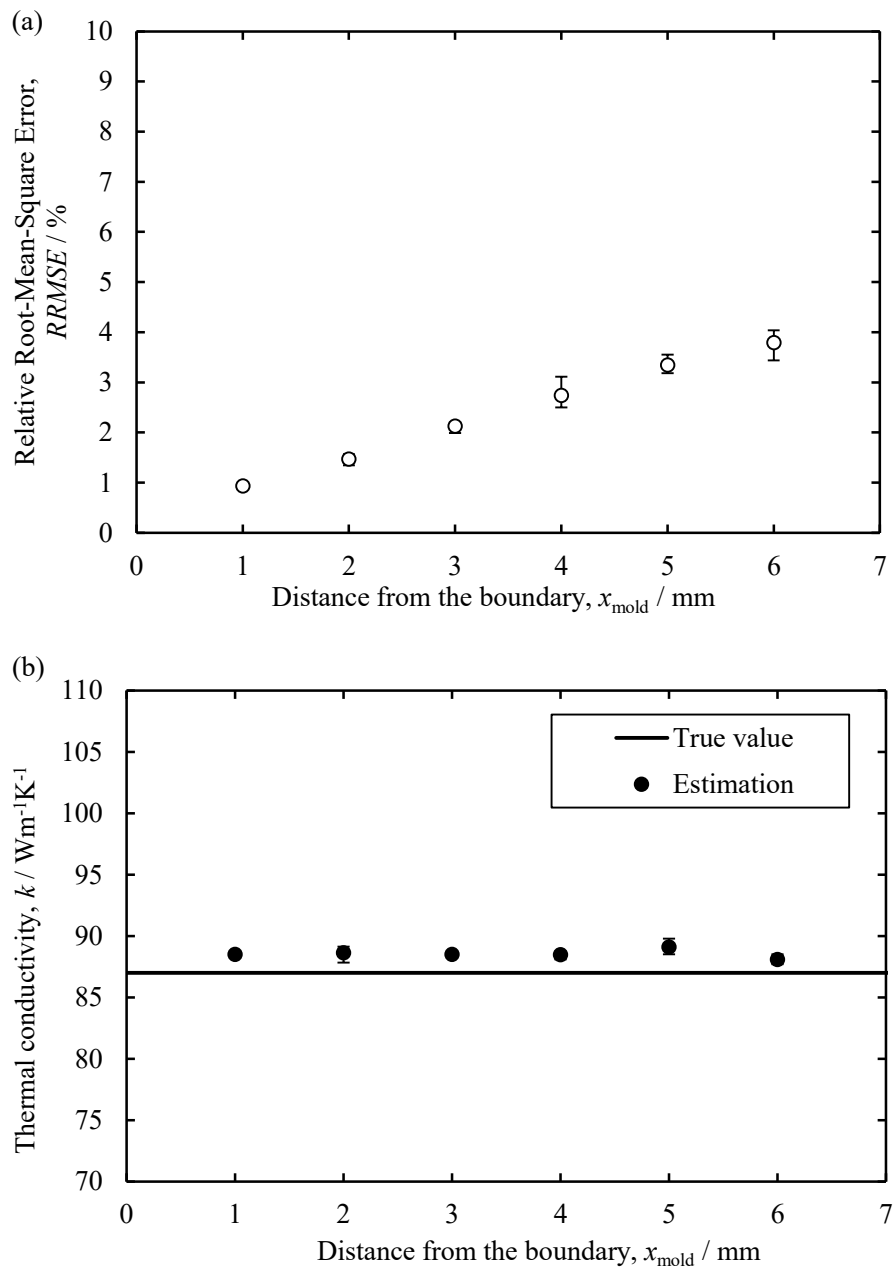 (a)
Relative Root-Mean-Square Error,
RRMSE / %
10
9
8
7
6
5
4
3
2
1
0
0 1 2 3 4 5 6 7
Distance from the boundary, x_mold / mm
(b)
Thermal conductivity, k / Wm⁻¹K⁻¹
110
105
100
95
90
85
80
75
70
True value
Estimation
0 1 2 3 4 5 6 7
Distance from the boundary, x_mold / mm